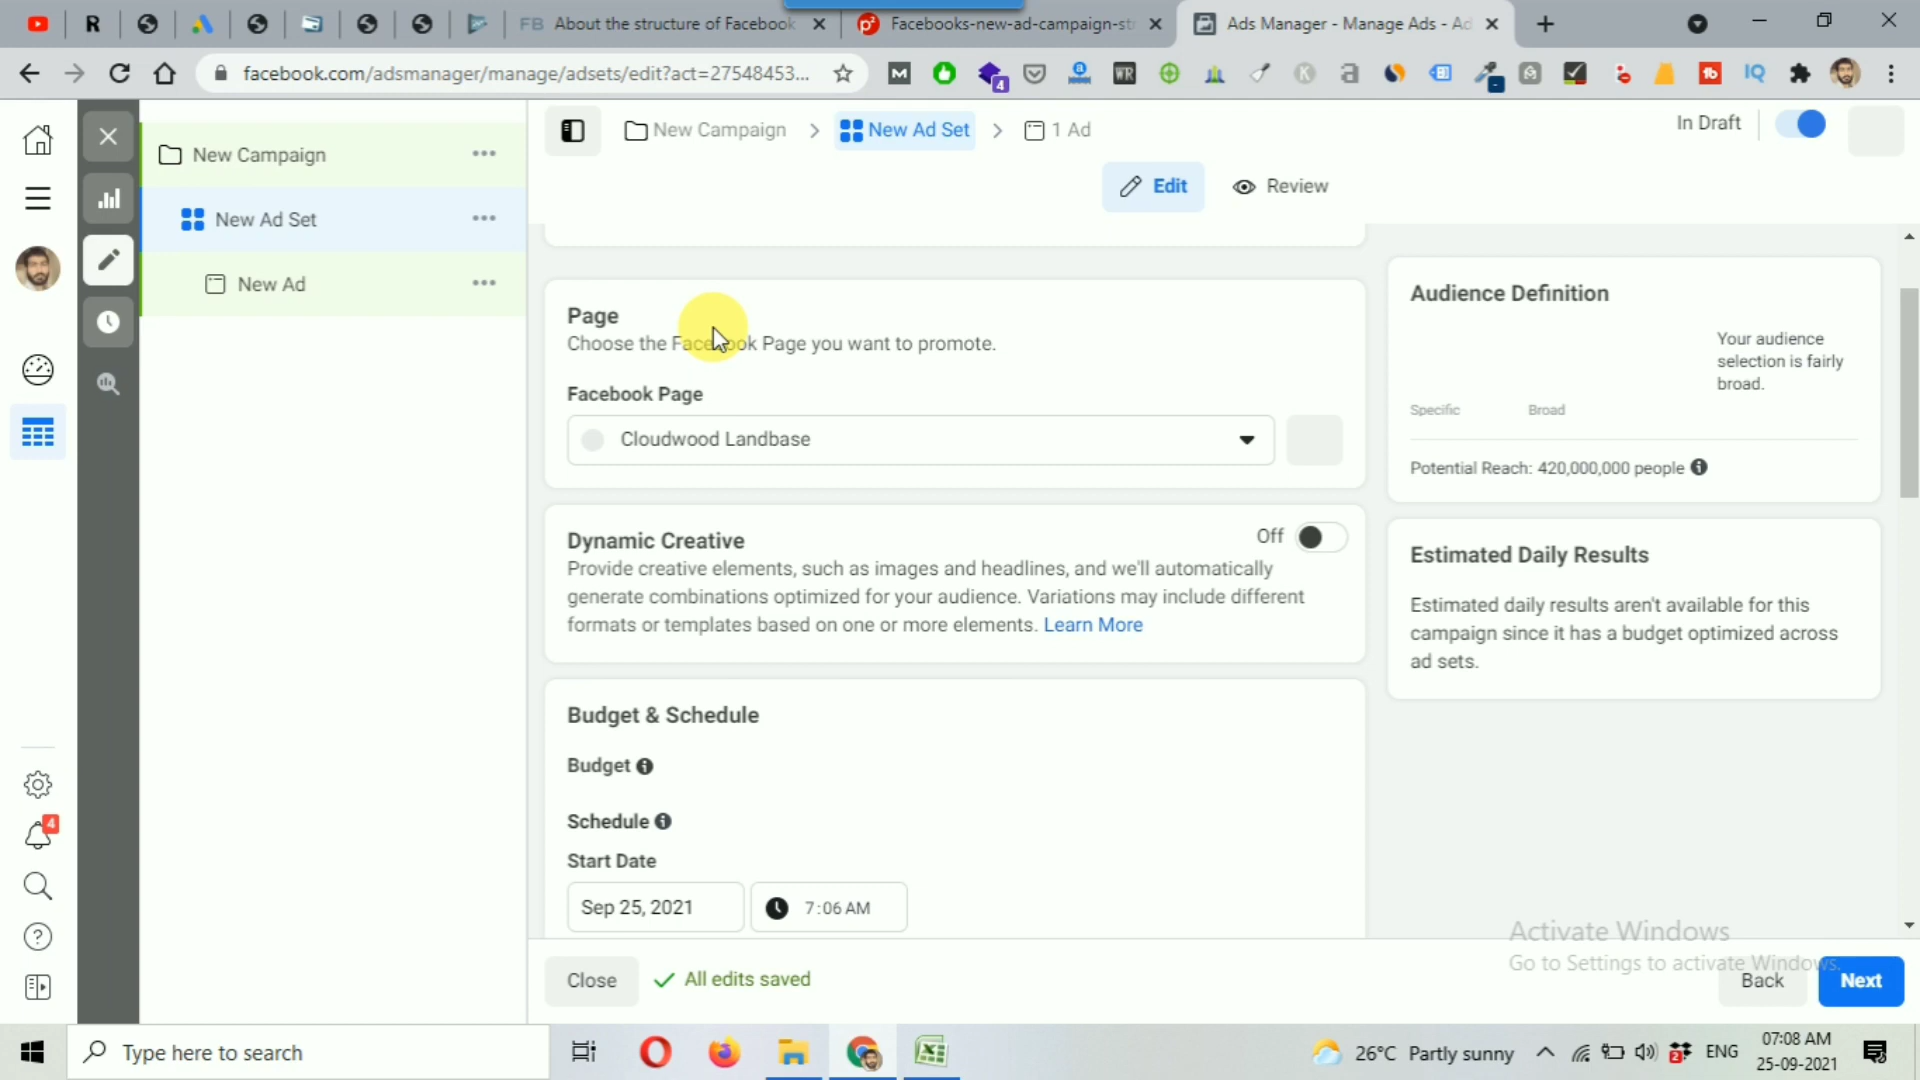 FB About the structure of Facebook
Facebooks-new-ad-campaign-st
Ads Manager - Manage Ads - Ad
facebook.com/adsmanager/manage/adsets/edit?act=27548453...
New Campaign
New Ad Set
New Ad
New Campaign > New Ad Set > 1 Ad
In Draft
Edit
Review
Page
Choose the Facebook Page you want to promote.
Facebook Page
Cloudwood Landbase
Dynamic Creative
Off
Provide creative elements, such as images and headlines, and we'll automatically
generate combinations optimized for your audience. Variations may include different
formats or templates based on one or more elements. Learn More
Budget & Schedule
Budget
Schedule
Start Date
Sep 25, 2021
7:06 AM
Audience Definition
Your audience
selection is fairly
broad.
Specific
Broad
Potential Reach: 420,000,000 people
Estimated Daily Results
Estimated daily results aren't available for this
campaign since it has a budget optimized across
ad sets.
Activate Windows
Go to Settings to activate Windows.
Close
All edits saved
Back
Next
4
Type here to search
26°C Partly sunny
ENG
07:08 AM
25-09-2021